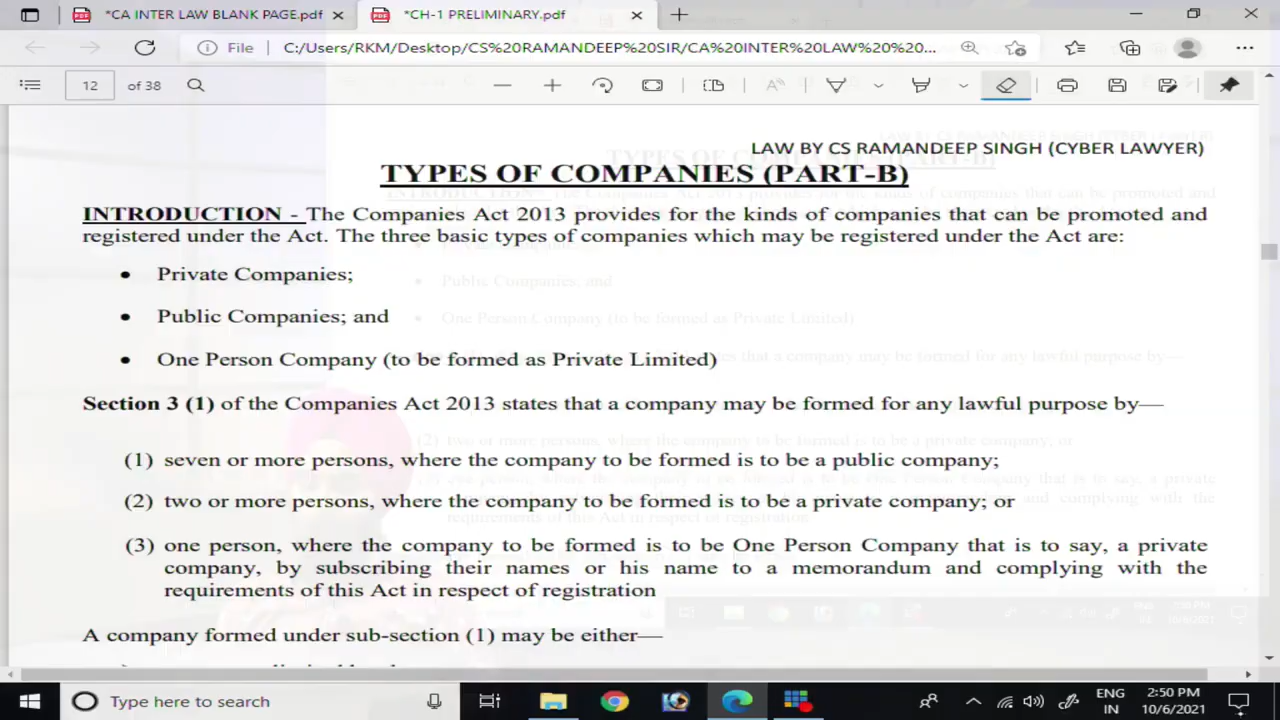 *CA INTER LAW BLANK PAGE.pdf
*CH-1 PRELIMINARY.pdf
File
C:/Users/RKM/Desktop/CS%20RAMANDEEP%20SIR/CA%20INTER%20LAW%20%20...
12 of 38
LAW BY CS RAMANDEEP SINGH (CYBER LAWYER)
TYPES OF COMPANIES (PART-B)
INTRODUCTION - The Companies Act 2013 provides for the kinds of companies that can be promoted and
registered under the Act. The three basic types of companies which may be registered under the Act are:
• Private Companies;
• Public Companies; and
• One Person Company (to be formed as Private Limited)
Section 3 (1) of the Companies Act 2013 states that a company may be formed for any lawful purpose by—
(1) seven or more persons, where the company to be formed is to be a public company;
(2) two or more persons, where the company to be formed is to be a private company; or
(3) one person, where the company to be formed is to be One Person Company that is to say, a private
company, by subscribing their names or his name to a memorandum and complying with the
requirements of this Act in respect of registration
A company formed under sub-section (1) may be either—
Type here to search
ENG
IN
2:50 PM
10/6/2021